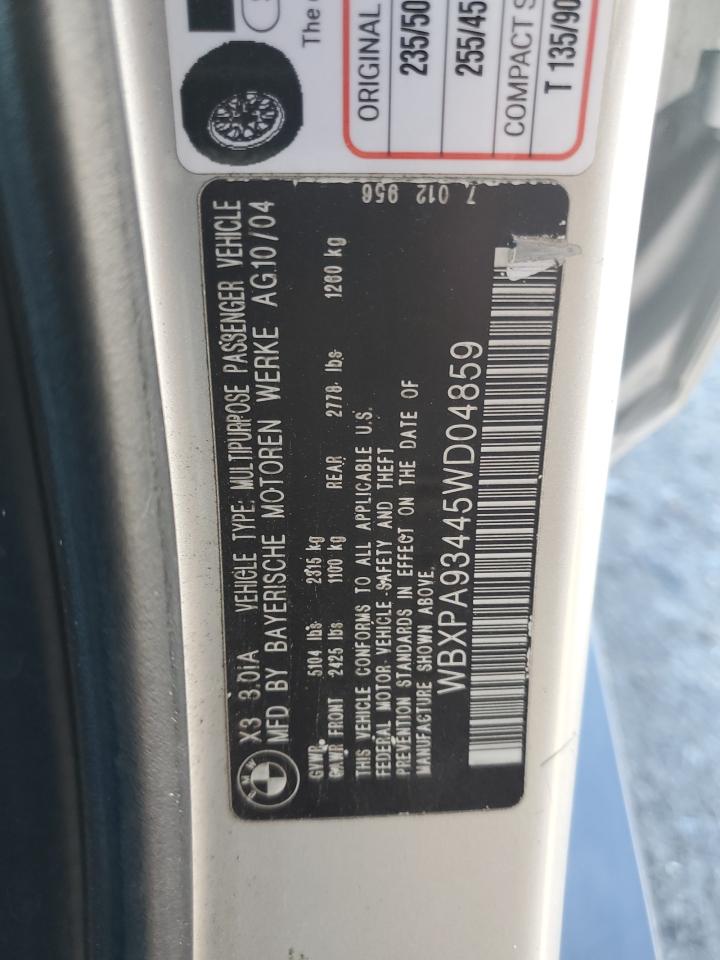 The
ORIGINAL
235/50
255/45
COMPACT S
T 135/90
7 012 956
BMW
X3 3.0iA VEHICLE TYPE: MULTIPURPOSE PASSENGER VEHICLE
MFD BY BAYERISCHE MOTOREN WERKE AG10/04
GVWR 5104 lbs 2315 kg
GAWR FRONT 2425 lbs 1100 kg REAR 2778 lbs 1260 kg
THIS VEHICLE CONFORMS TO ALL APPLICABLE U.S.
FEDERAL MOTOR VEHICLE SAFETY AND THEFT
PREVENTION STANDARDS IN EFFECT ON THE DATE OF
MANUFACTURE SHOWN ABOVE.
WBXPA93445WD04859